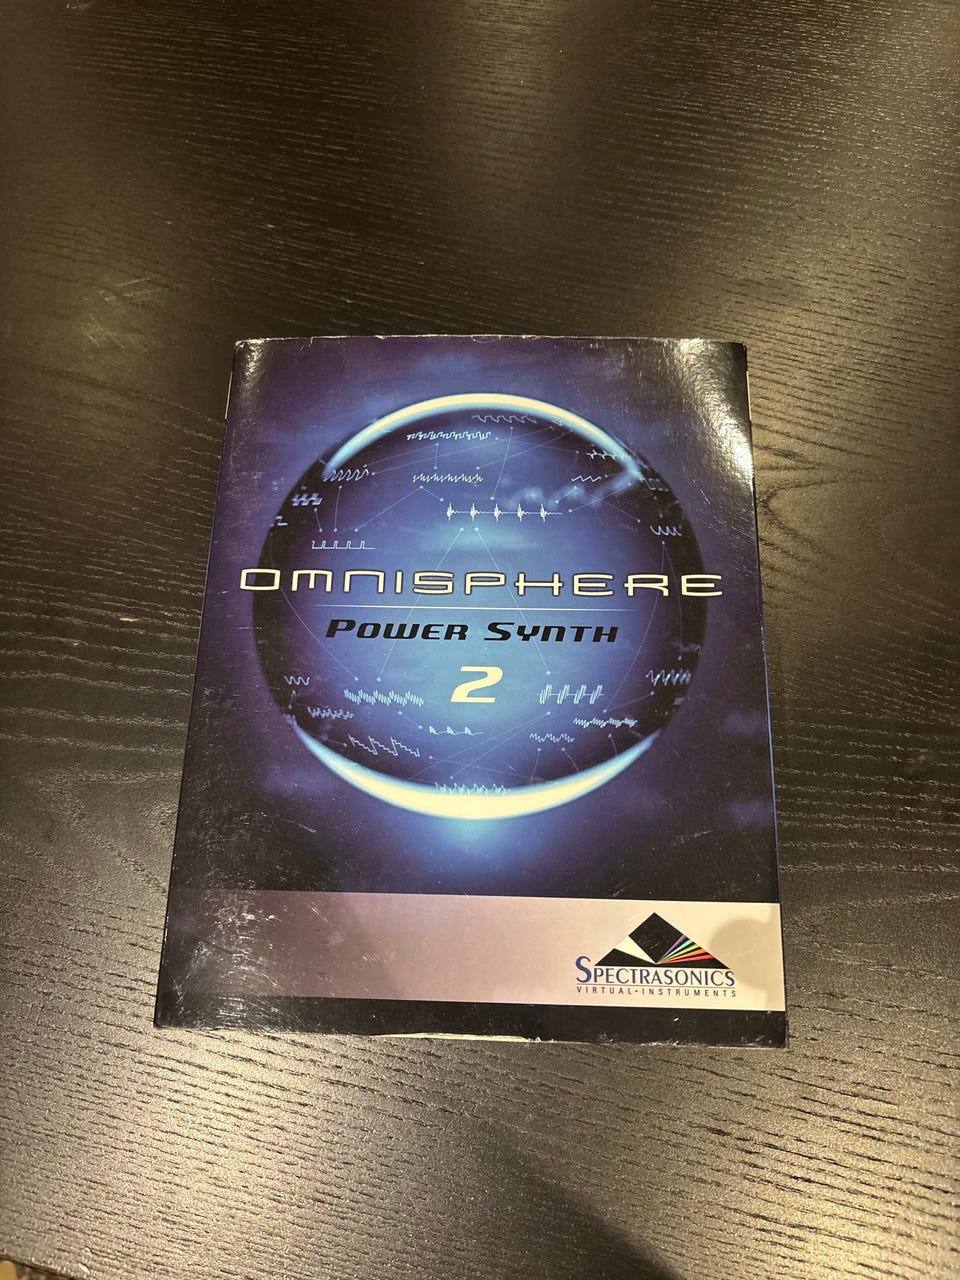 OMNISPHERE
POWER SYNTH
2
SPECTRASONICS
VIRTUAL • INSTRUMENTS